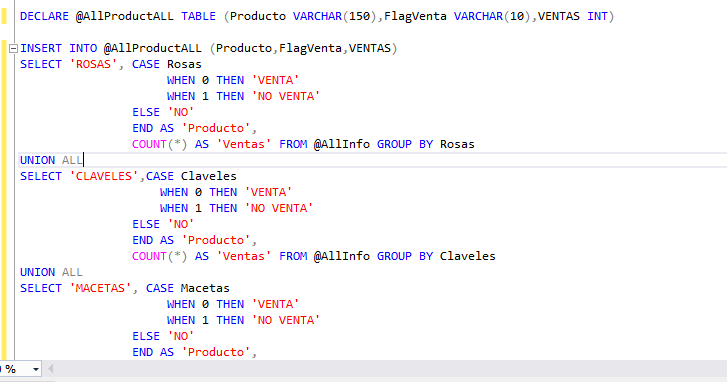 DECLARE @AllProductALL TABLE (Producto VARCHAR(150),FlagVenta VARCHAR(10),VENTAS INT)
INSERT INTO @AllProductALL (Producto,FlagVenta,VENTAS)
SELECT 'ROSAS', CASE Rosas
WHEN 0 THEN 'VENTA'
WHEN 1 THEN 'NO VENTA'
ELSE 'NO'
END AS 'Producto',
COUNT(*) AS 'Ventas' FROM @AllInfo GROUP BY Rosas
UNION ALL
SELECT 'CLAVELES',CASE Claveles
WHEN 0 THEN 'VENTA'
WHEN 1 THEN 'NO VENTA'
ELSE 'NO'
END AS 'Producto',
COUNT(*) AS 'Ventas' FROM @AllInfo GROUP BY Claveles
UNION ALL
SELECT 'MACETAS', CASE Macetas
WHEN 0 THEN 'VENTA'
WHEN 1 THEN 'NO VENTA'
ELSE 'NO'
END AS 'Producto',
%